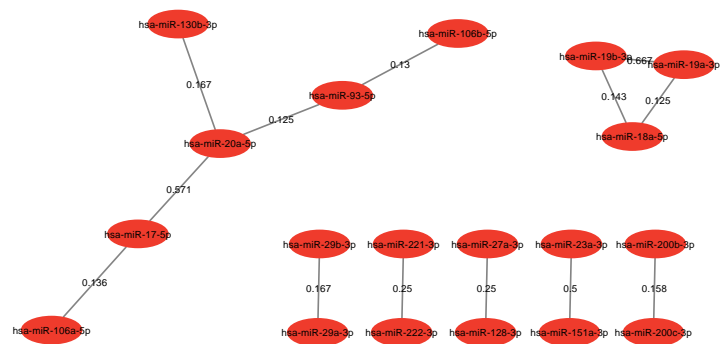 hsa-miR-130b-3p
hsa-miR-106b-5p
hsa-miR-19b-3p
0.667
hsa-miR-19a-3p
0.13
0.167
hsa-miR-93-5p
0.143
0.125
0.125
hsa-miR-18a-5p
hsa-miR-20a-5p
0.571
hsa-miR-17-5p
hsa-miR-29b-3p
hsa-miR-221-3p
hsa-miR-27a-3p
hsa-miR-23a-3p
hsa-miR-200b-3p
0.136
0.167
0.25
0.25
0.5
0.158
hsa-miR-106a-5p
hsa-miR-29a-3p
hsa-miR-222-3p
hsa-miR-128-3p
hsa-miR-151a-3p
hsa-miR-200c-3p